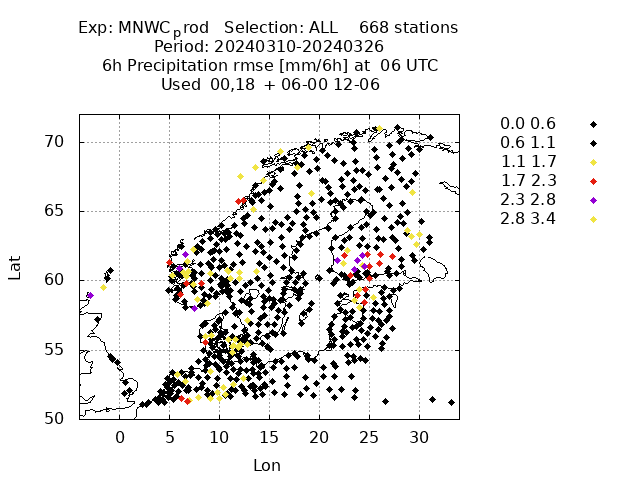 Exp: MNWCprod Selection: ALL 668 stations
Period: 20240310-20240326
6h Precipitation rmse [mm/6h] at 06 UTC
Used 00,18 + 06-00 12-06
0.0 0.6
0.6 1.1
1.1 1.7
1.7 2.3
2.3 2.8
2.8 3.4
Lat
70
65
60
55
50
0 5 10 15 20 25 30
Lon